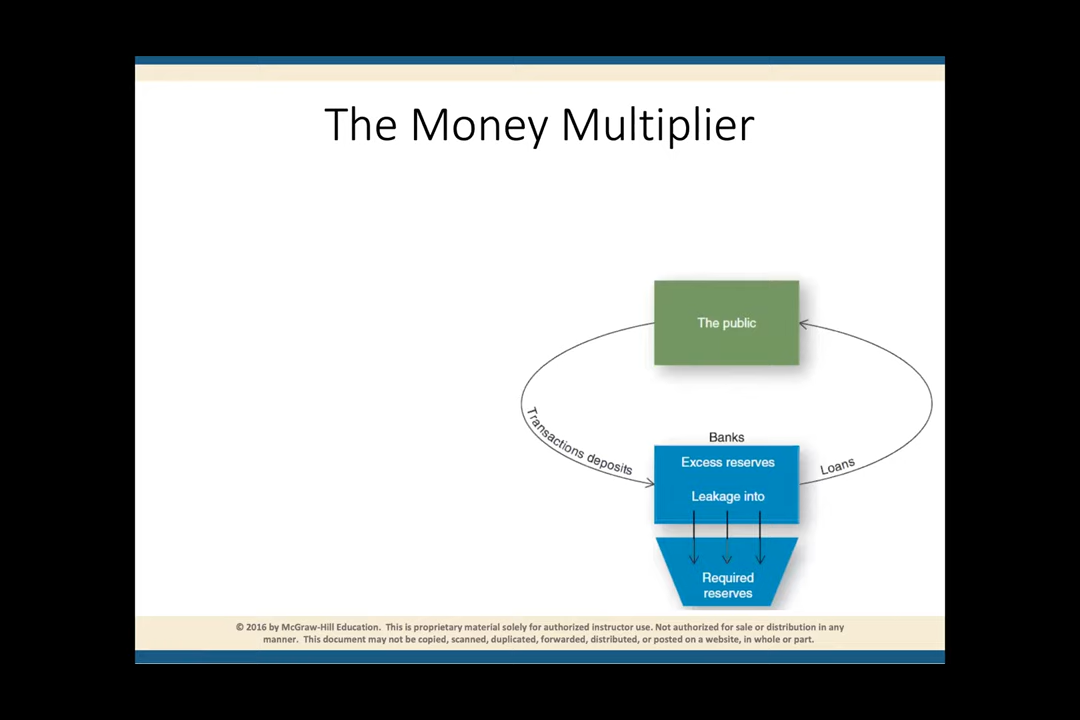 The Money Multiplier
The public
Transactions deposits
Banks
Excess reserves
Loans
Leakage into
Required
reserves
© 2016 by McGraw-Hill Education.  This is proprietary material solely for authorized instructor use. Not authorized for sale or distribution in any
manner.  This document may not be copied, scanned, duplicated, forwarded, distributed, or posted on a website, in whole or part.